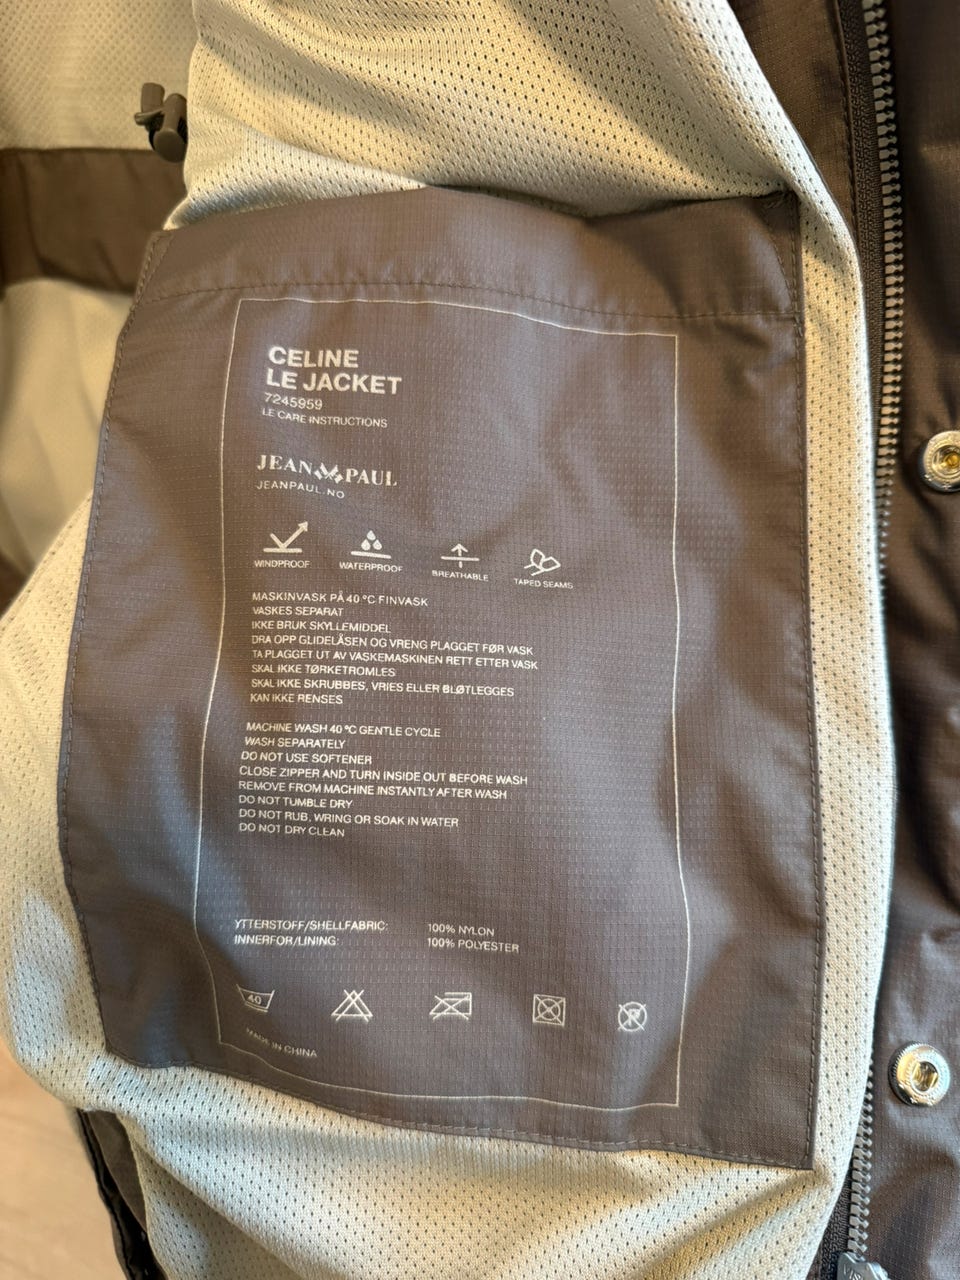 CELINE
LE JACKET
7245959
LE CARE INSTRUCTIONS
JEAN PAUL
JEANPAUL.NO
WINDPROOF
WATERPROOF
BREATHABLE
TAPED SEAMS
MASKINVASK PÅ 40 °C FINVASK
VASKES SEPARAT
IKKE BRUK SKYLLEMIDDEL
DRA OPP GLIDELÅSEN OG VRENG PLAGGET FØR VASK
TA PLAGGET UT AV VASKEMASKINEN RETT ETTER VASK
SKAL IKKE TØRKETROMLES
SKAL IKKE SKRUBBES, VRIES ELLER BLØTLEGGES
KAN IKKE RENSES
MACHINE WASH 40 °C GENTLE CYCLE
WASH SEPARATELY
DO NOT USE SOFTENER
CLOSE ZIPPER AND TURN INSIDE OUT BEFORE WASH
REMOVE FROM MACHINE INSTANTLY AFTER WASH
DO NOT TUMBLE DRY
DO NOT RUB, WRING OR SOAK IN WATER
DO NOT DRY CLEAN
YTTERSTOFF/SHELLFABRIC: 100% NYLON
INNERFOR/LINING: 100% POLYESTER
40
P
MADE IN CHINA